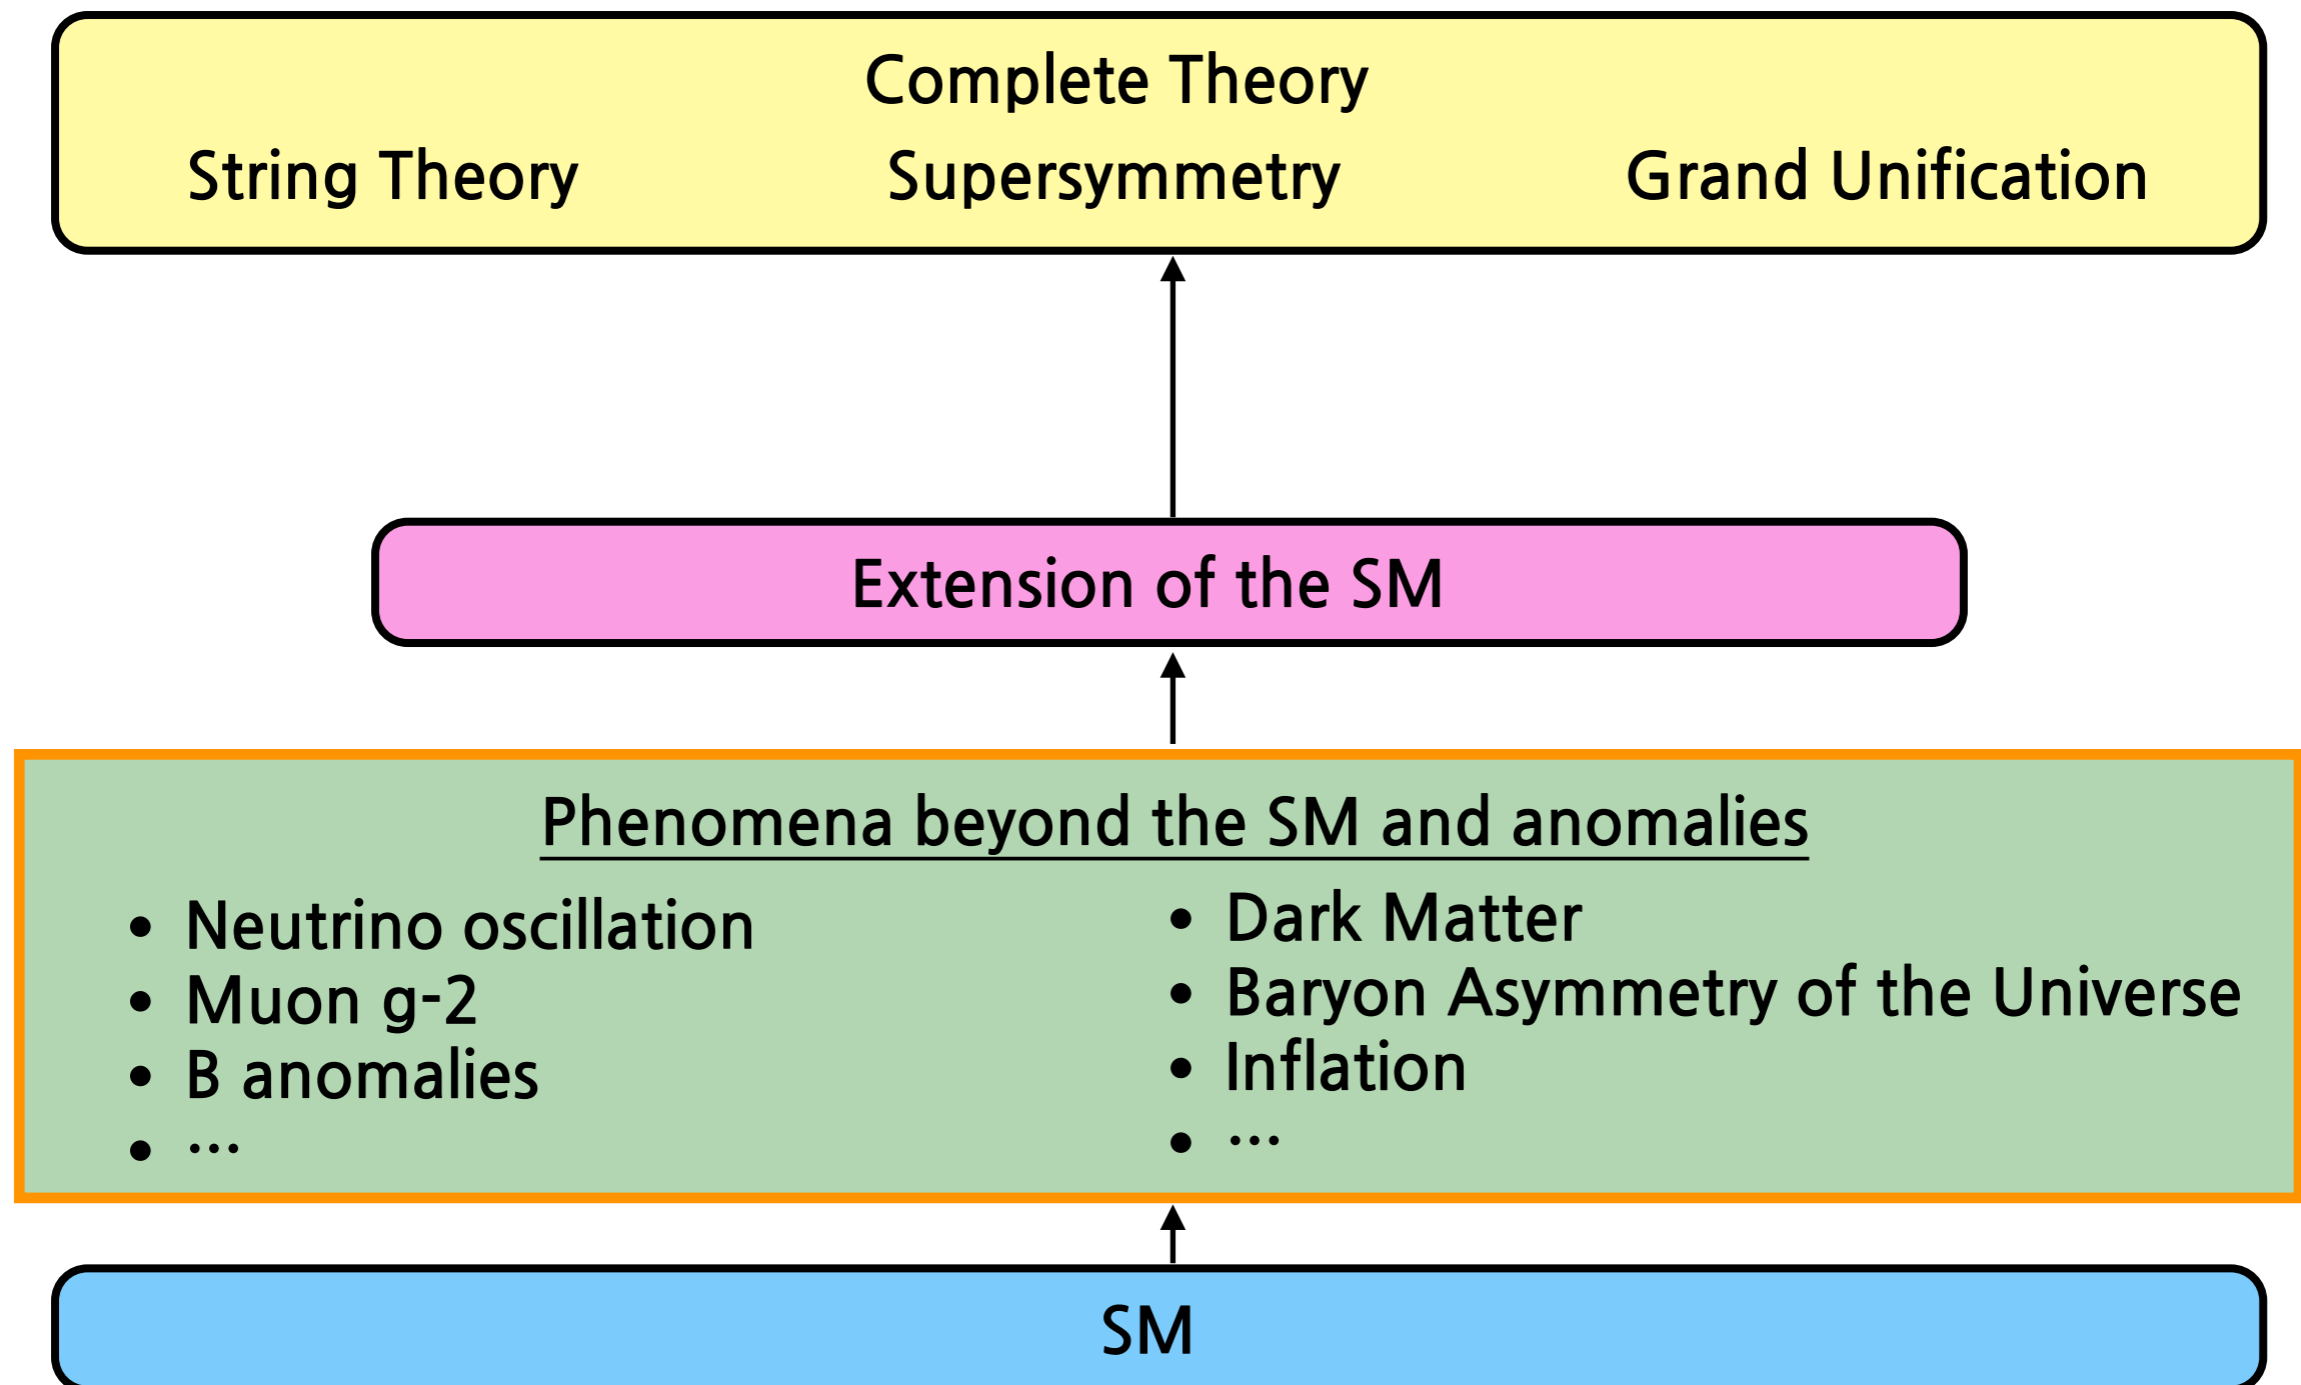 Complete Theory
String Theory Supersymmetry Grand Unification
Extension of the SM
Phenomena beyond the SM and anomalies
• Neutrino oscillation
• Muon g-2
• B anomalies
• …
• Dark Matter
• Baryon Asymmetry of the Universe
• Inflation
• …
SM